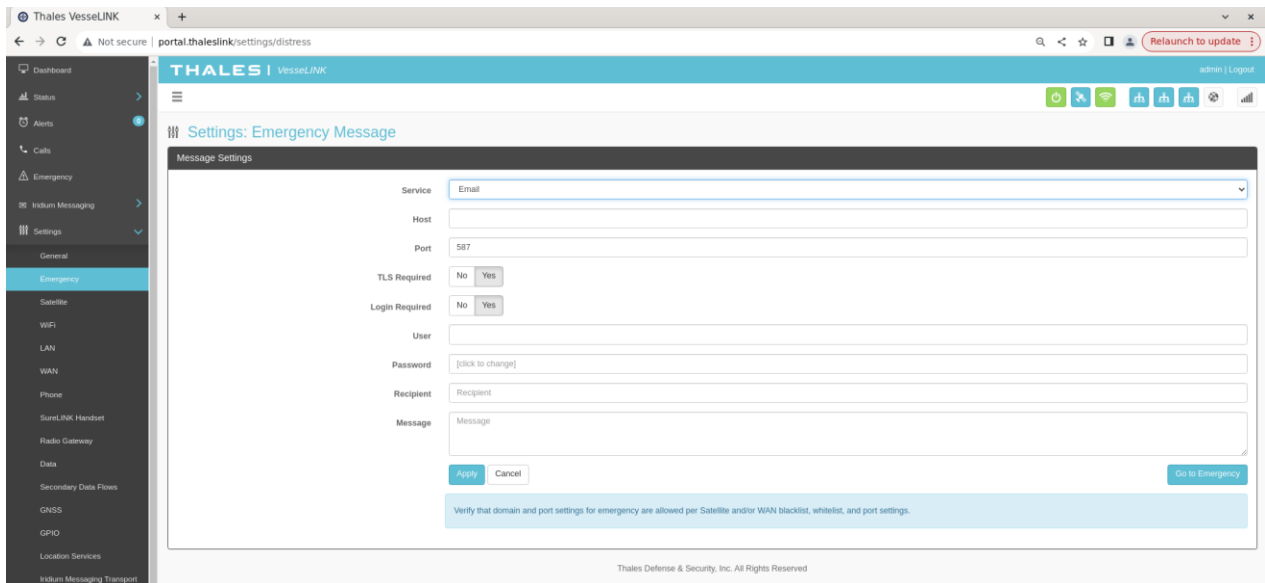 Thales VesseLINK
Not secure | portal.thaleslink/settings/distress
Relaunch to update
Dashboard
THALES | VesseLINK
admin | Logout
Status
Alerts
0
Calls
Emergency
Iridium Messaging
Settings
General
Emergency
Satellite
WiFi
LAN
WAN
Phone
SureLINK Handset
Radio Gateway
Data
Secondary Data Flows
GNSS
GPIO
Location Services
Iridium Messaging Transport
Settings: Emergency Message
Message Settings
Service Email
Host
Port 587
TLS Required No Yes
Login Required No Yes
User
Password [click to change]
Recipient Recipient
Message Message
Apply Cancel Go to Emergency
Verify that domain and port settings for emergency are allowed per Satellite and/or WAN blacklist, whitelist, and port settings.
Thales Defense & Security, Inc. All Rights Reserved